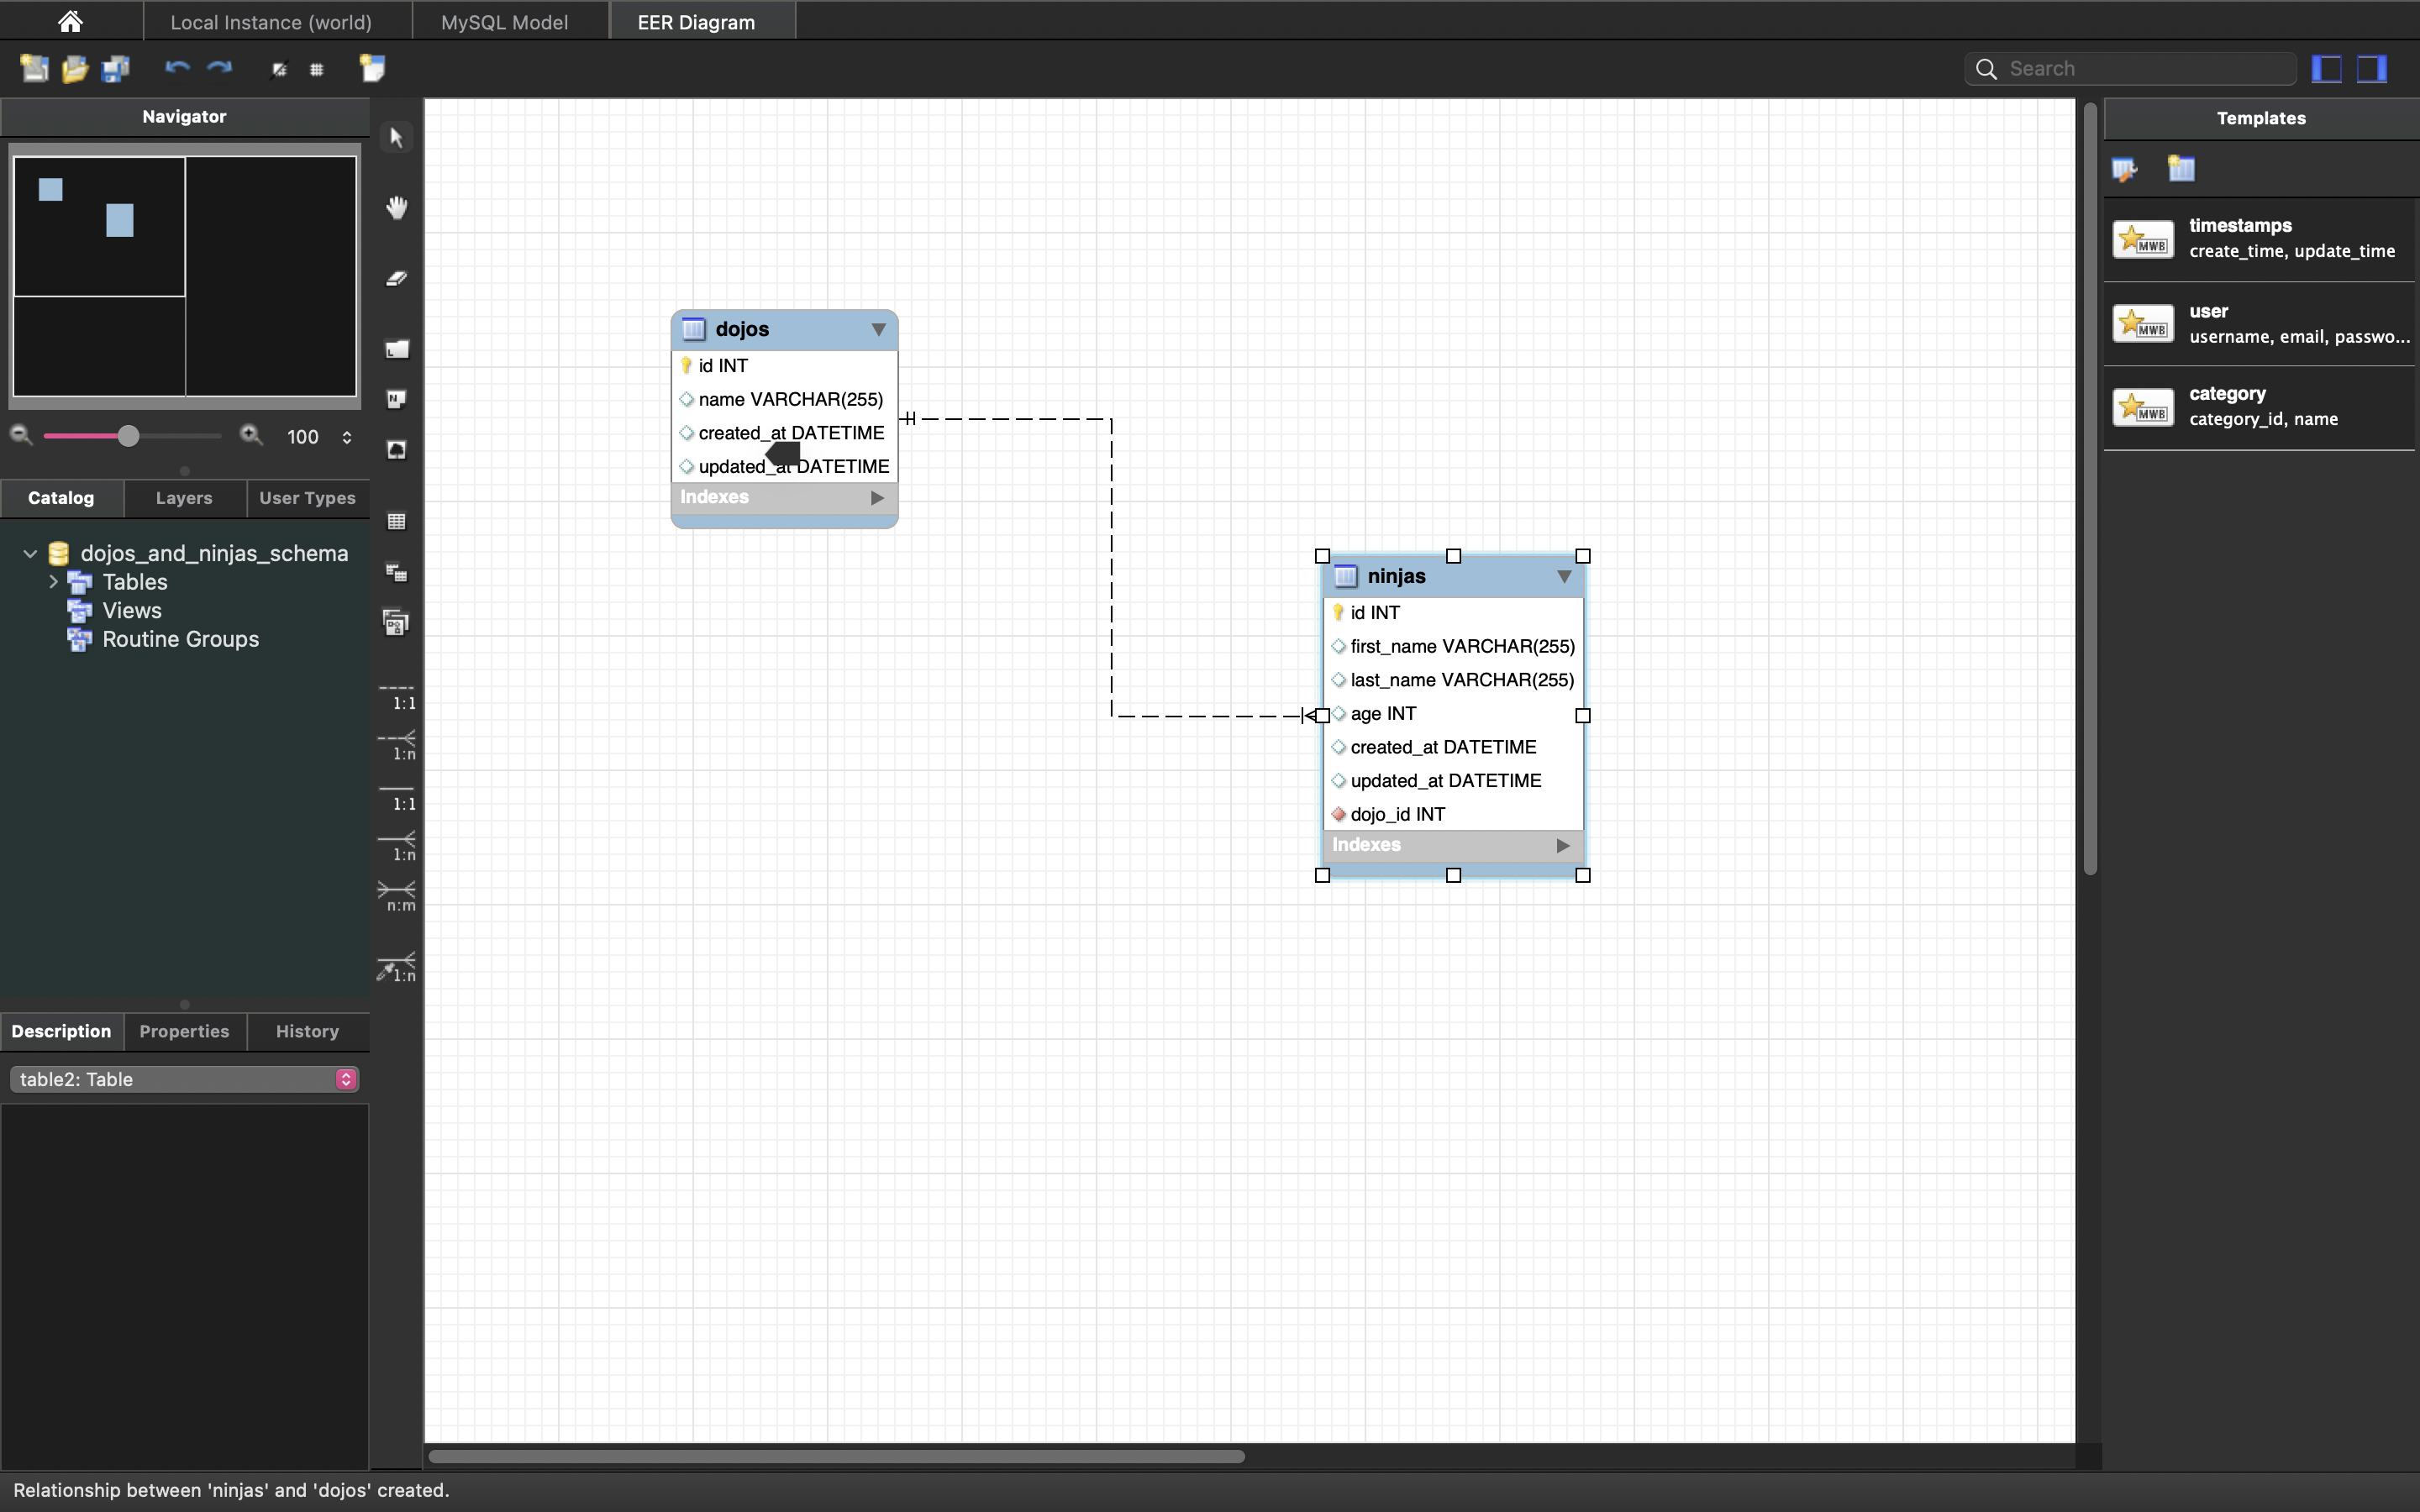 Local Instance (world)
MySQL Model
EER Diagram
Search
Navigator
100
Catalog
Layers
User Types
dojos_and_ninjas_schema
Tables
Views
Routine Groups
Description
Properties
History
table2: Table
L
N
1:1
1:n
1:1
1:n
n:m
1:n
dojos
id INT
name VARCHAR(255)
created_at DATETIME
updated_at DATETIME
Indexes
ninjas
id INT
first_name VARCHAR(255)
last_name VARCHAR(255)
age INT
created_at DATETIME
updated_at DATETIME
dojo_id INT
Indexes
Templates
MWB
timestamps
create_time, update_time
MWB
user
username, email, passwo...
MWB
category
category_id, name
Relationship between 'ninjas' and 'dojos' created.